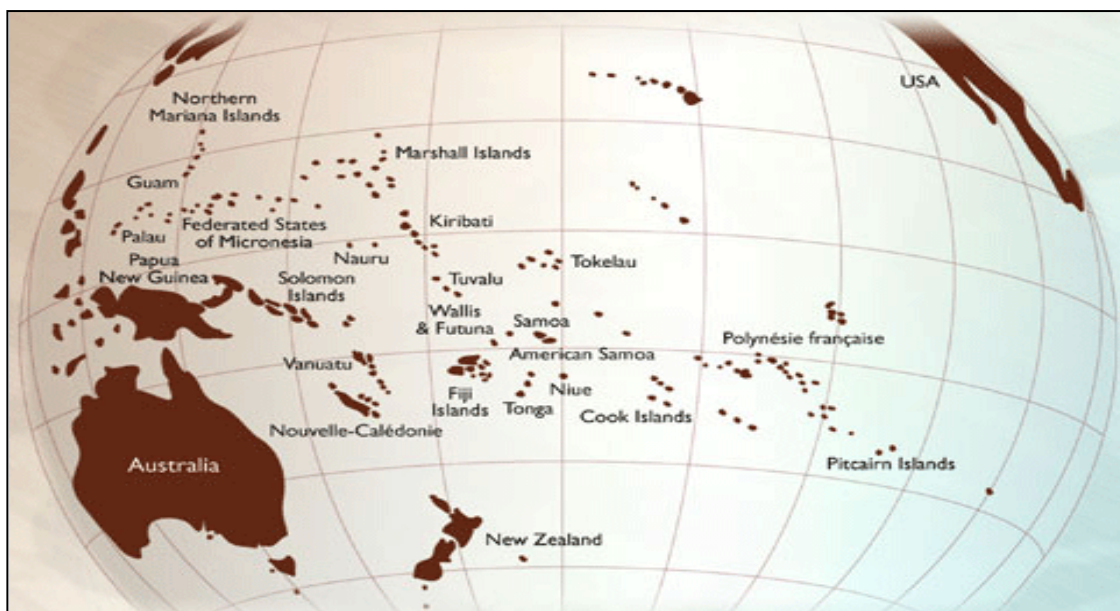 USA
Northern
Mariana Islands
Marshall Islands
Guam
Kiribati
Federated States
of Micronesia
Palau
Nauru
Tokelau
Papua
New Guinea
Solomon
Islands
Tuvalu
Wallis
& Futuna
Samoa
Polynésie française
American Samoa
Vanuatu
Fiji
Islands
Niue
Tonga
Cook Islands
Nouvelle-Calédonie
Australia
Pitcairn Islands
New Zealand